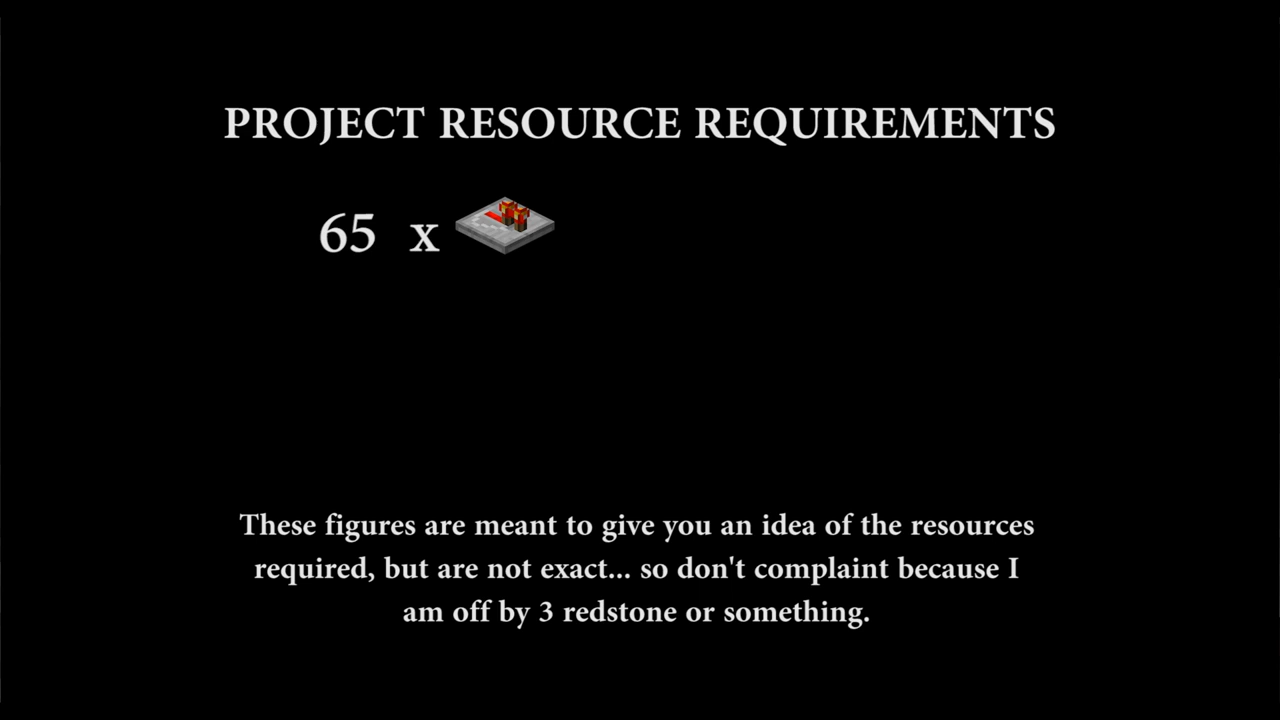 PROJECT RESOURCE REQUIREMENTS
65 x
These figures are meant to give you an idea of the resources
required, but are not exact... so don't complaint because I
am off by 3 redstone or something.